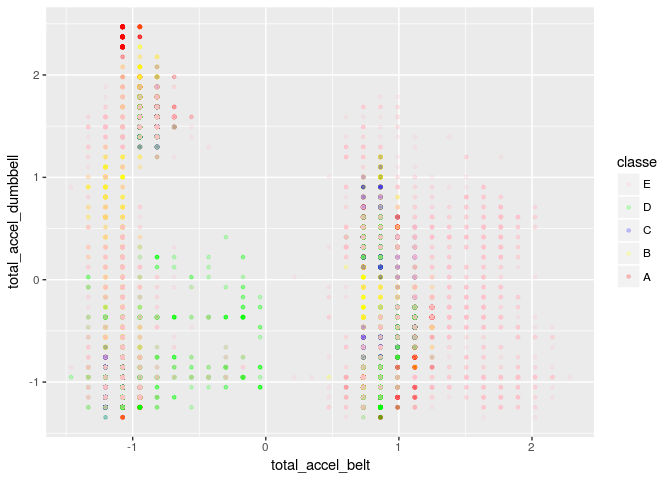 2
1
0
-1
total_accel_dumbbell
-1
0
1
2
total_accel_belt
classe
E
D
C
B
A